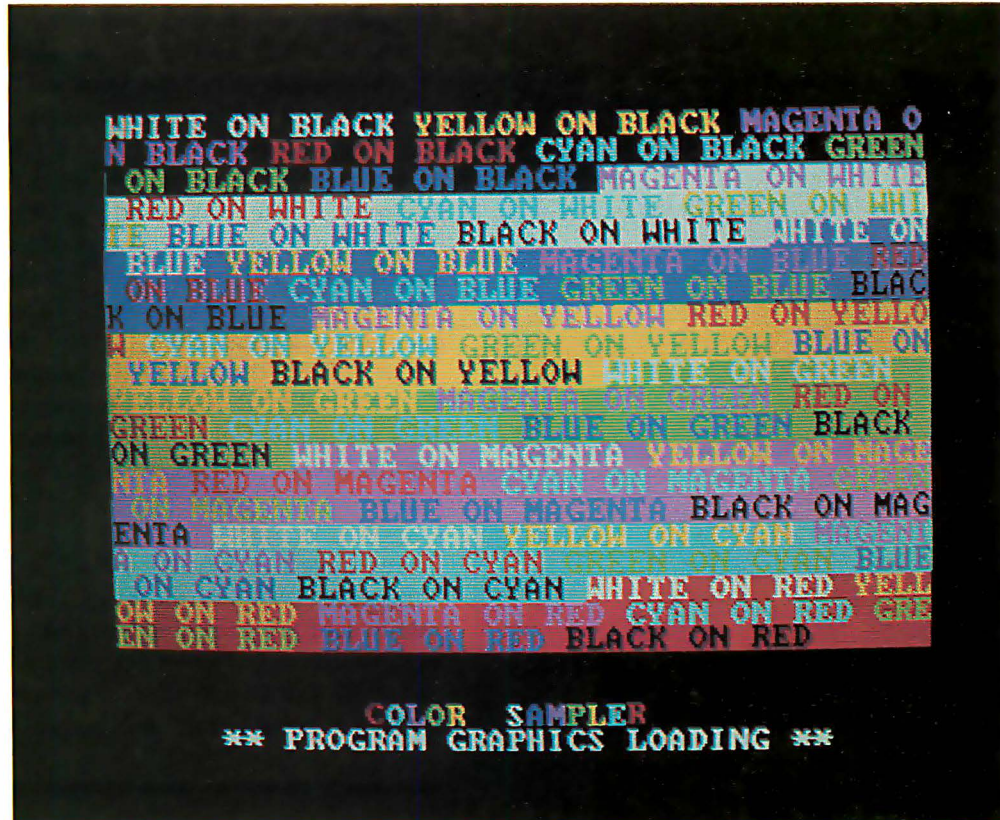 WHITE ON BLACK YELLOW ON BLACK MAGENTA O
N BLACK RED ON BLACK CYAN ON BLACK GREEN
ON BLACK BLUE ON BLACK MAGENTA ON WHITE
RED ON WHITE CYAN ON WHITE GREEN ON WHI
TE BLUE ON WHITE BLACK ON WHITE WHITE ON
BLUE YELLOW ON BLUE MAGENTA ON BLUE RED
ON BLUE CYAN ON BLUE GREEN ON BLUE BLAC
K ON BLUE MAGENTA ON YELLOW RED ON YELLO
W CYAN ON YELLOW GREEN ON YELLOW BLUE ON
YELLOW BLACK ON YELLOW WHITE ON GREEN
YELLOW ON GREEN MAGENTA ON GREEN RED ON
GREEN CYAN ON GREEN BLUE ON GREEN BLACK
ON GREEN WHITE ON MAGENTA YELLOW ON MAGE
NTA RED ON MAGENTA CYAN ON MAGENTA GREEN
ON MAGENTA BLUE ON MAGENTA BLACK ON MAG
ENTA WHITE ON CYAN YELLOW ON CYAN MAGENT
A ON CYAN RED ON CYAN GREEN ON CYAN BLUE
ON CYAN BLACK ON CYAN WHITE ON RED YELL
OW ON RED MAGENTA ON RED CYAN ON RED GRE
EN ON RED BLUE ON RED BLACK ON RED
COLOR SAMPLER
** PROGRAM GRAPHICS LOADING **